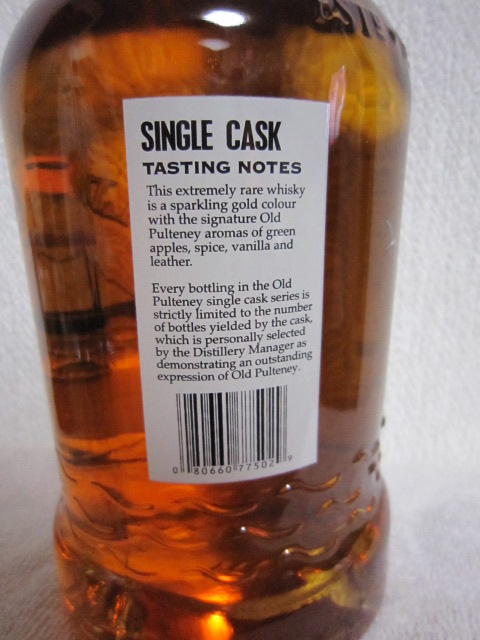 SINGLE CASK
TASTING NOTES
This extremely rare whisky
is a sparkling gold colour
with the signature Old
Pulteney aromas of green
apples, spice, vanilla and
leather.
Every bottling in the Old
Pulteney single cask series is
strictly limited to the number
of bottles yielded by the cask,
which is personally selected
by the Distillery Manager as
demonstrating an outstanding
expression of Old Pulteney.
0 80660 77502 9